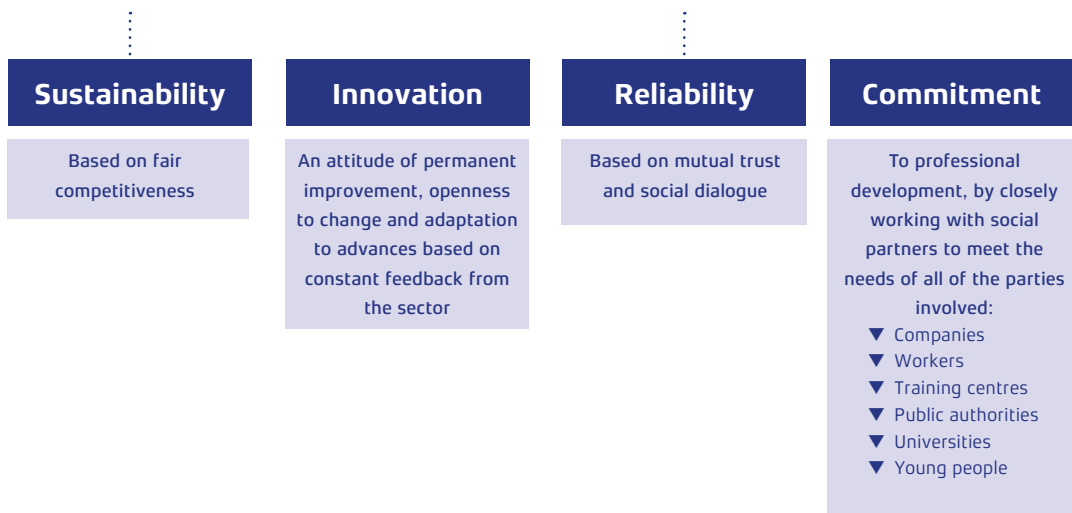 Sustainability
Based on fair
competitiveness
Innovation
An attitude of permanent
improvement, openness
to change and adaptation
to advances based on
constant feedback from
the sector
Reliability
Based on mutual trust
and social dialogue
Commitment
To professional
development, by closely
working with social
partners to meet the
needs of all of the parties
involved:
▼ Companies
▼ Workers
▼ Training centres
▼ Public authorities
▼ Universities
▼ Young people